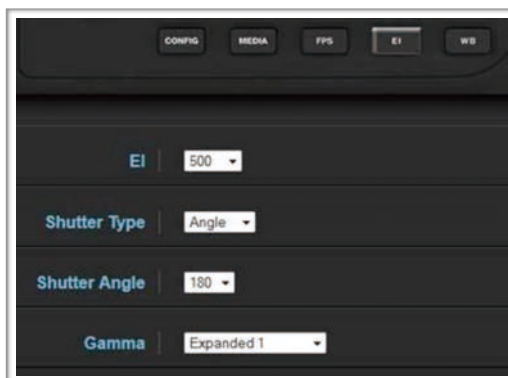 CONFIG MEDIA FPS EI WB
EI 500
Shutter Type Angle
Shutter Angle 180
Gamma Expanded 1